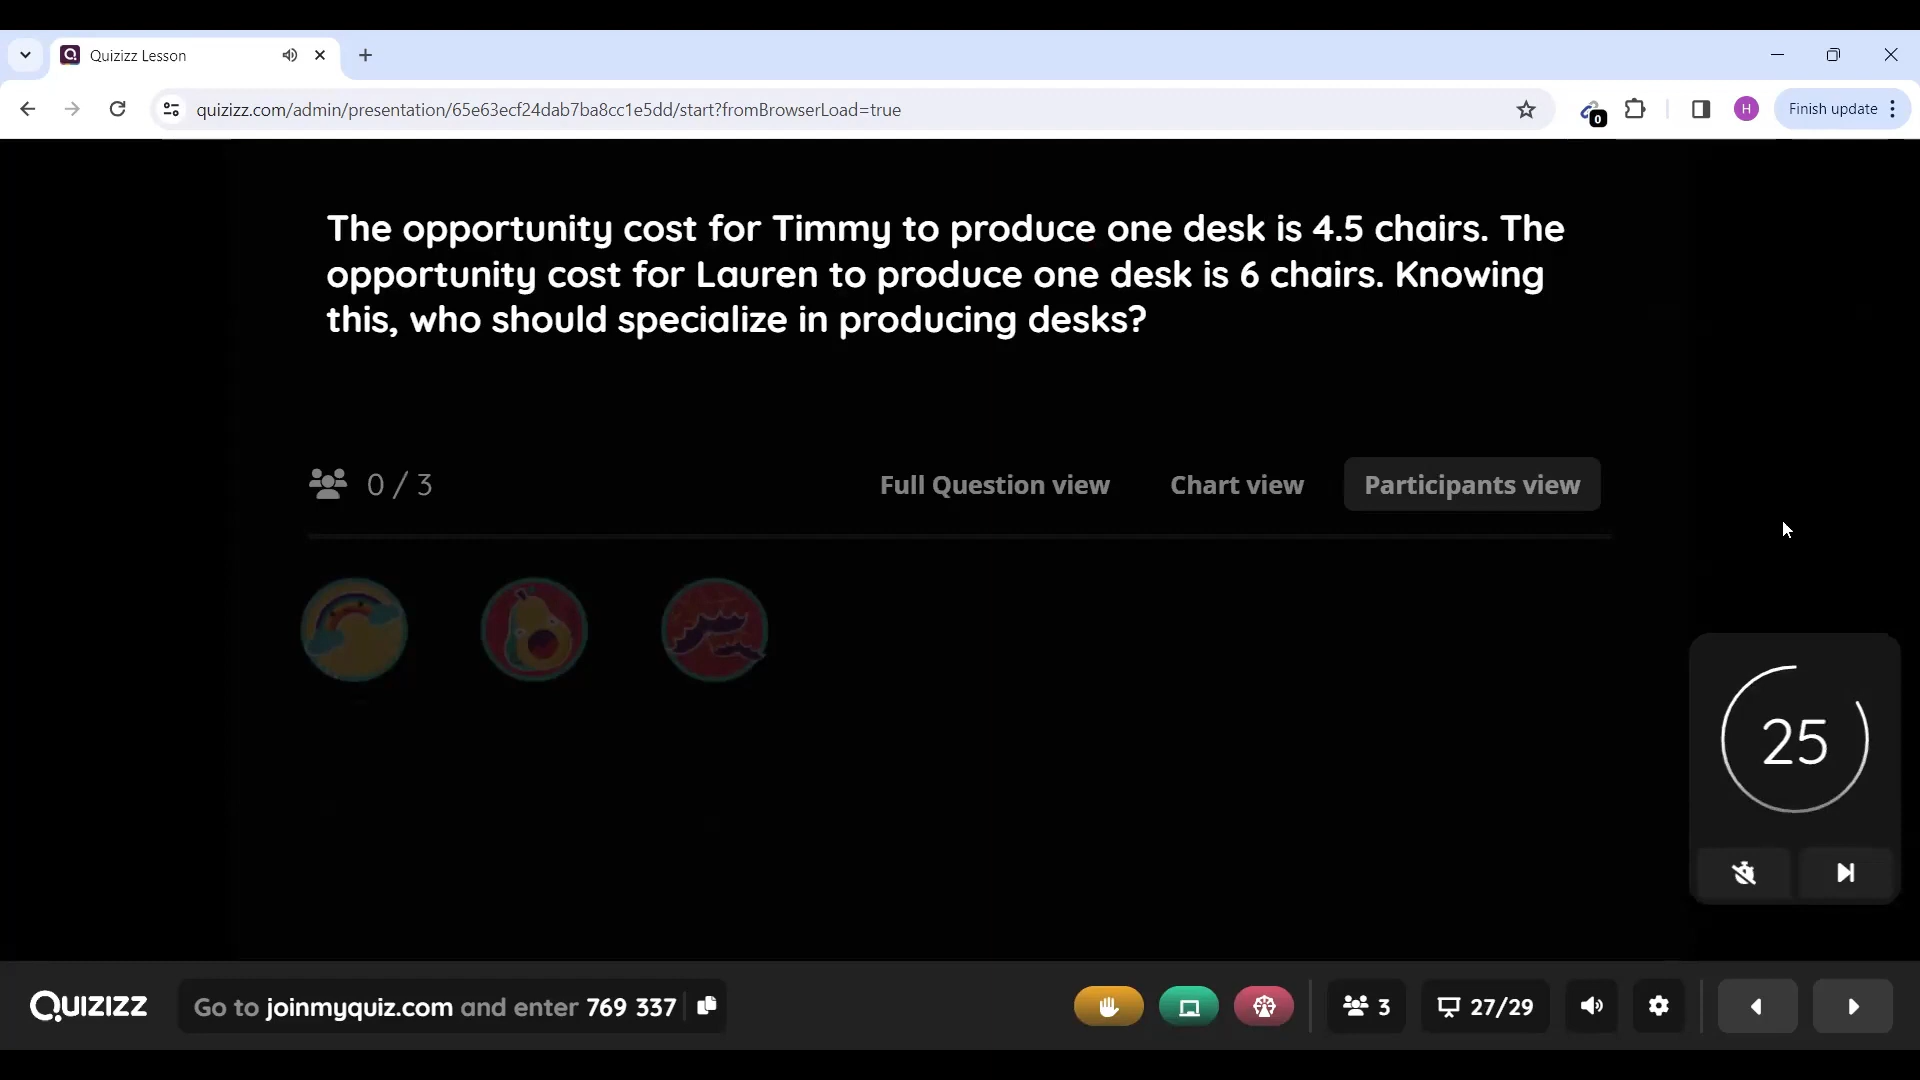 Quizizz Lesson
quizizz.com/admin/presentation/65e63ecf24dab7ba8cc1e5dd/start?fromBrowserLoad=true
0
H
Finish update
The opportunity cost for Timmy to produce one desk is 4.5 chairs. The
opportunity cost for Lauren to produce one desk is 6 chairs. Knowing
this, who should specialize in producing desks?
0 / 3
Full Question view
Chart view
Participants view
25
QUIZIZZ
Go to joinmyquiz.com and enter 769 337
3
27/29